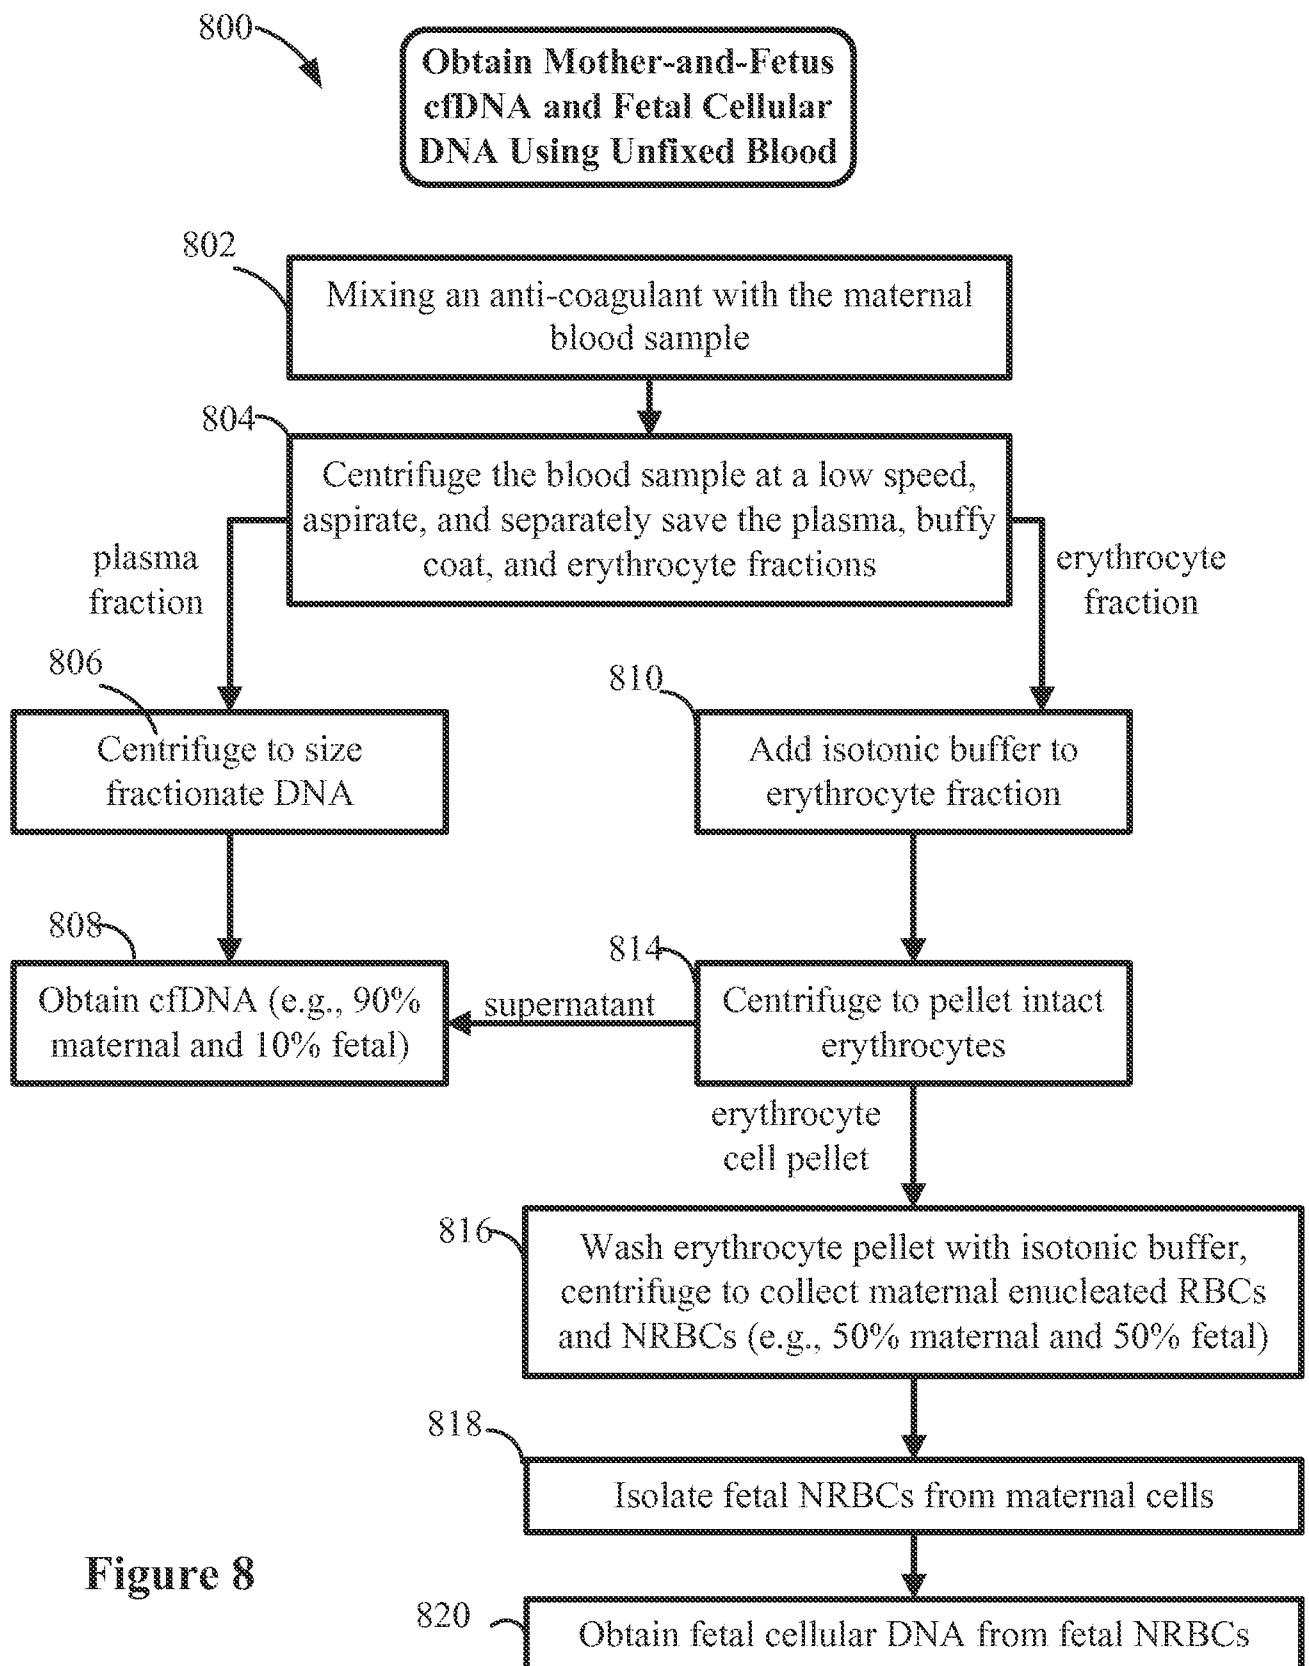 800
Obtain Mother-and-Fetus
cfDNA and Fetal Cellular
DNA Using Unfixed Blood
802
Mixing an anti-coagulant with the maternal
blood sample
804
Centrifuge the blood sample at a low speed,
aspirate, and separately save the plasma, buffy
coat, and erythrocyte fractions
plasma
fraction
erythrocyte
fraction
806
Centrifuge to size
fractionate DNA
810
Add isotonic buffer to
erythrocyte fraction
808
Obtain cfDNA (e.g., 90%
maternal and 10% fetal)
supernatant
814
Centrifuge to pellet intact
erythrocytes
erythrocyte
cell pellet
816
Wash erythrocyte pellet with isotonic buffer,
centrifuge to collect maternal enucleated RBCs
and NRBCs (e.g., 50% maternal and 50% fetal)
818
Isolate fetal NRBCs from maternal cells
Figure 8
820
Obtain fetal cellular DNA from fetal NRBCs